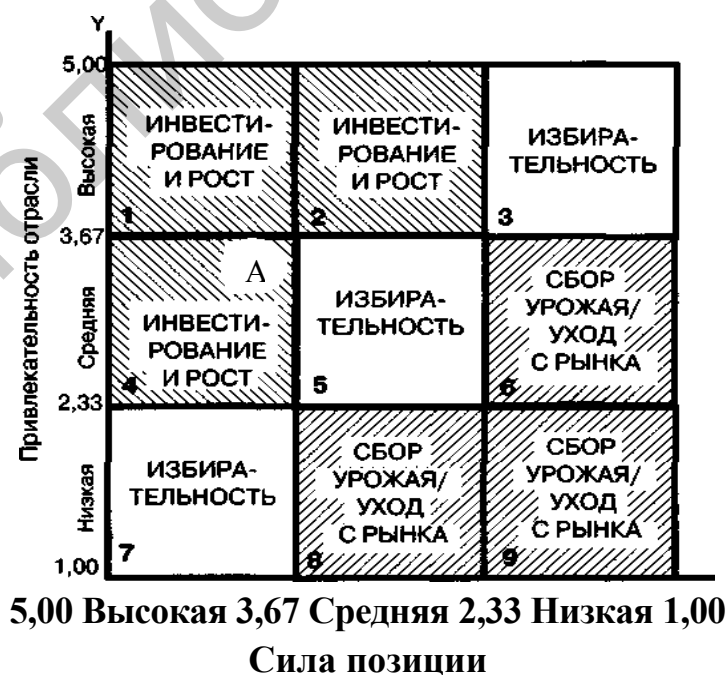 Y
5,00
Высокая
ИНВЕСТИ-
РОВАНИЕ
И РОСТ
1
ИНВЕСТИ-
РОВАНИЕ
И РОСТ
2
ИЗБИРА-
ТЕЛЬНОСТЬ
3
3,67
Привлекательность отрасли
Средняя
А
ИНВЕСТИ-
РОВАНИЕ
И РОСТ
4
ИЗБИРА-
ТЕЛЬНОСТЬ
5
СБОР
УРОЖАЯ/
УХОД
С РЫНКА
6
2,33
Низкая
ИЗБИРА-
ТЕЛЬНОСТЬ
7
СБОР
УРОЖАЯ/
УХОД
С РЫНКА
8
СБОР
УРОЖАЯ/
УХОД
С РЫНКА
9
1,00
5,00 Высокая 3,67 Средняя 2,33 Низкая 1,00
Сила позиции